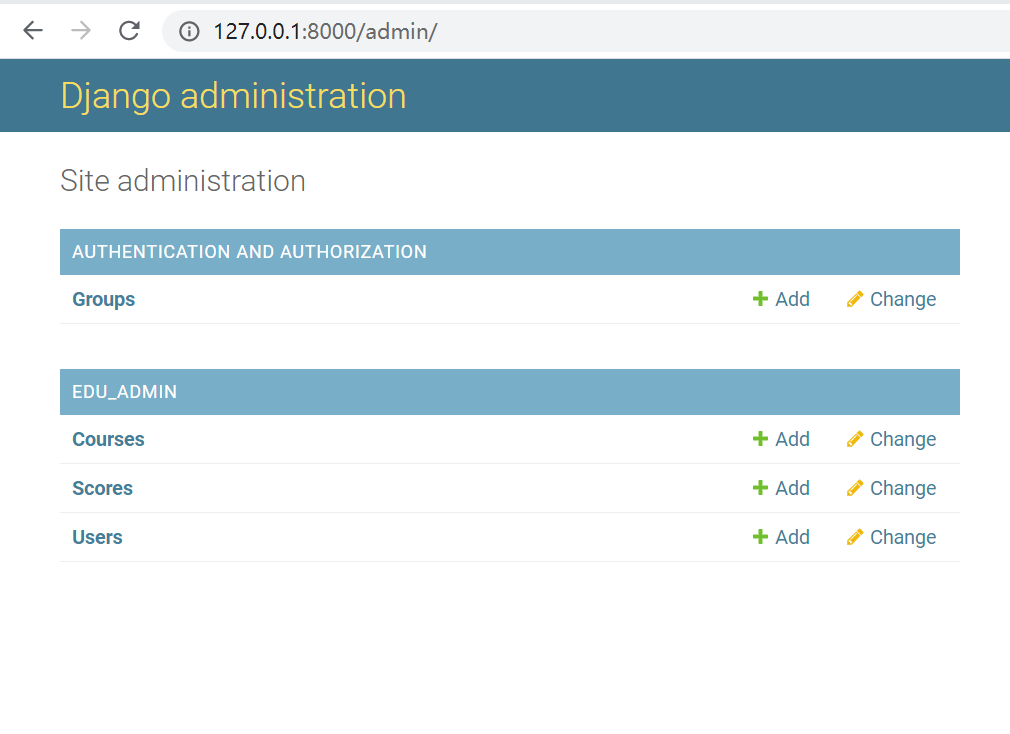 127.0.0.1:8000/admin/
Django administration
Site administration
AUTHENTICATION AND AUTHORIZATION
Groups Add Change
EDU_ADMIN
Courses Add Change
Scores Add Change
Users Add Change